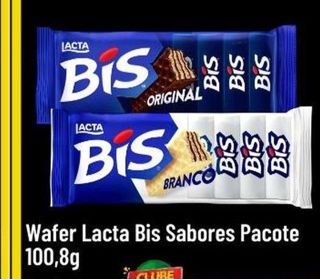 LACTA
BiS
ORIGINAL
BiS BiS BiS
LACTA
BiS
BRANCO
BiS BiS BiS BiS
Wafer Lacta Bis Sabores Pacote
100,8g
CLUBE